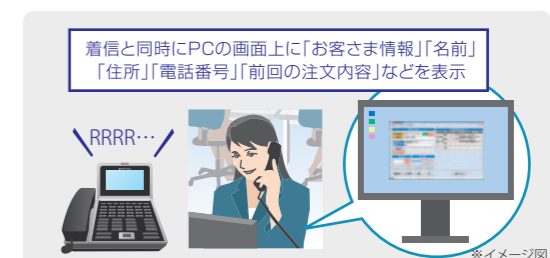 着信と同時にPCの画面上に「お客さま情報」「名前」
「住所」「電話番号」「前回の注文内容」などを表示
RRRR…
※イメージ図